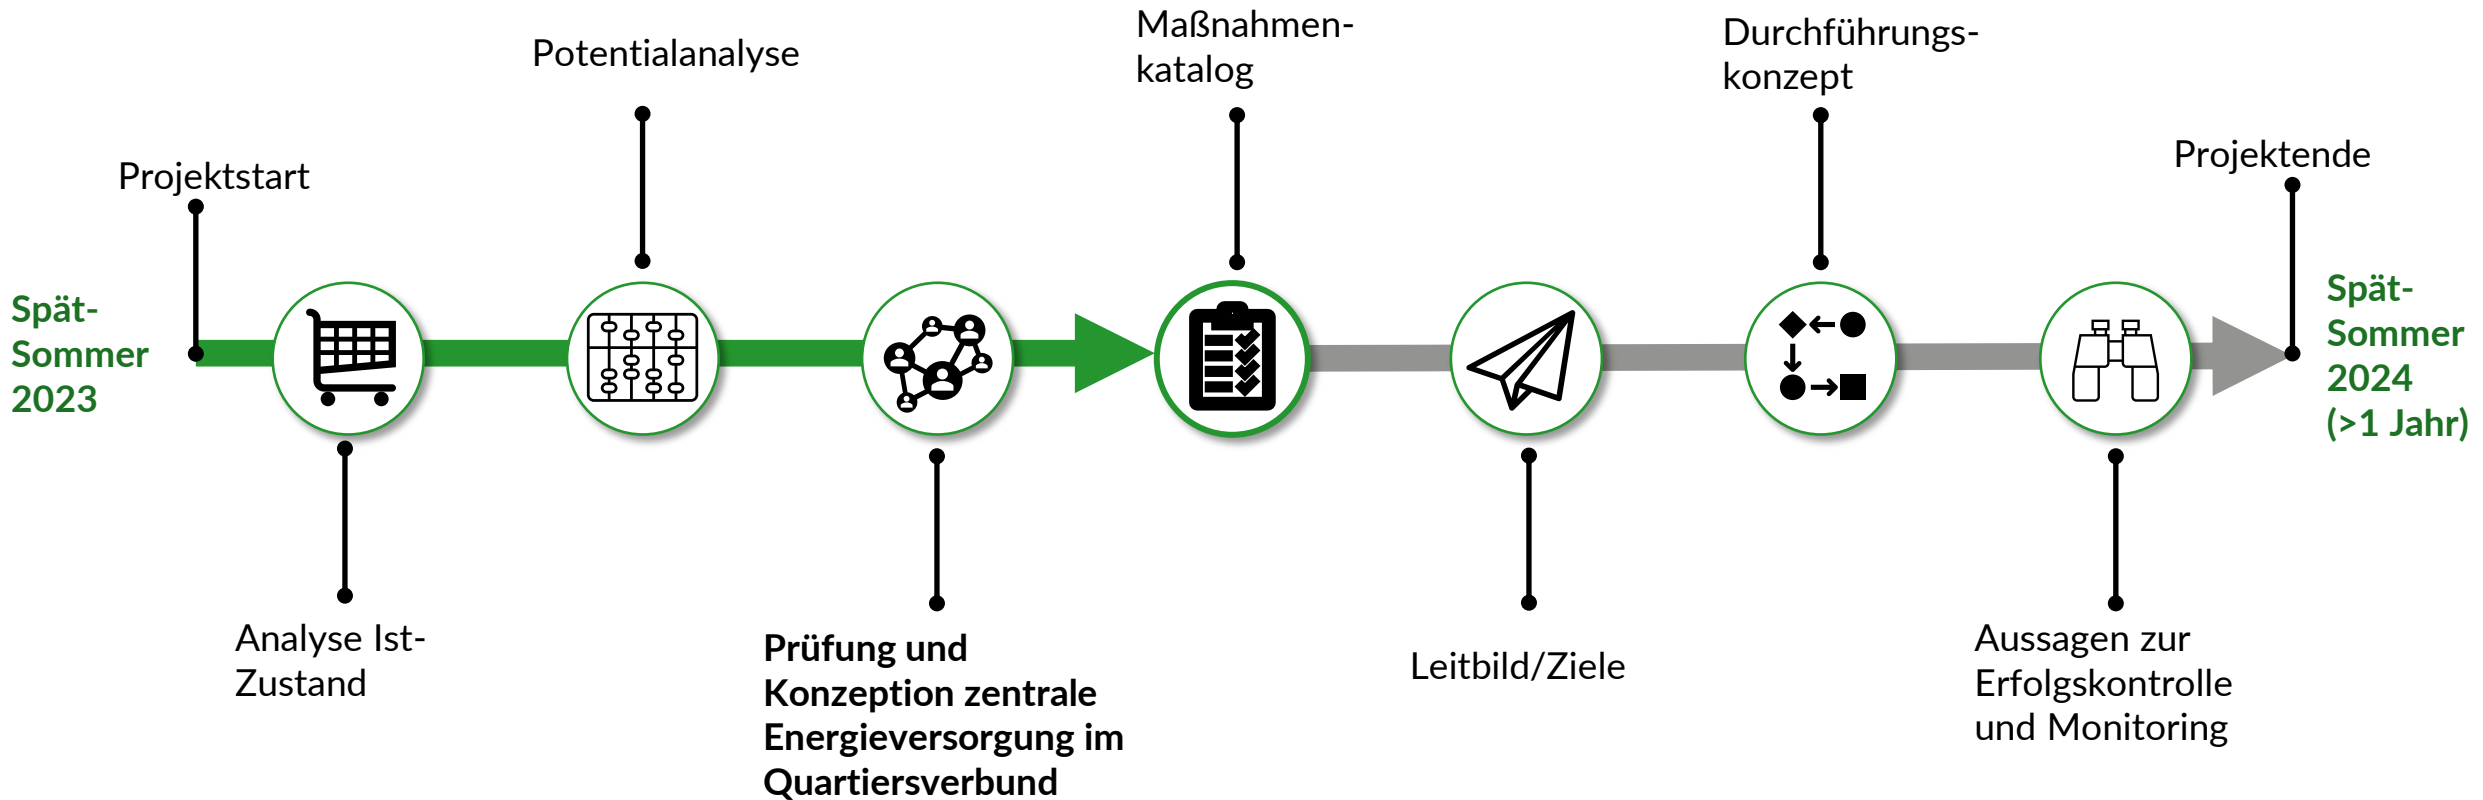 Spät-
Sommer
2023
Projektstart
Analyse Ist-
Zustand
Potentialanalyse
Prüfung und
Konzeption zentrale
Energieversorgung im
Quartiersverbund
Maßnahmen-
katalog
Leitbild/Ziele
Durchführungs-
konzept
Aussagen zur
Erfolgskontrolle
und Monitoring
Projektende
Spät-
Sommer
2024
(>1 Jahr)